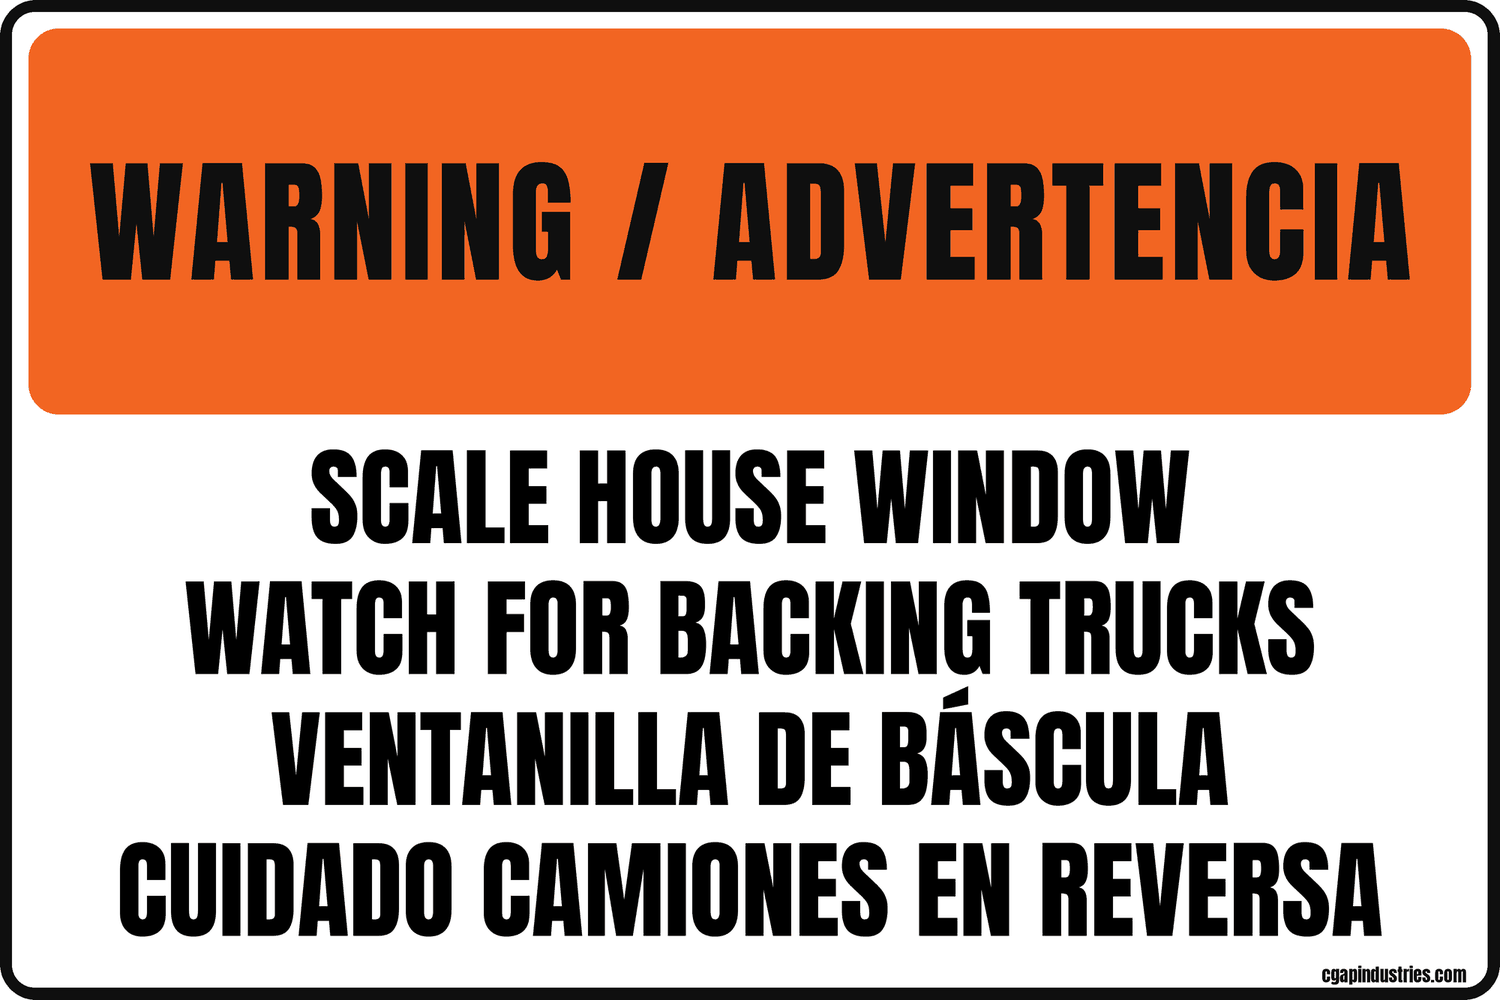 WARNING / ADVERTENCIA
SCALE HOUSE WINDOW
WATCH FOR BACKING TRUCKS
VENTANILLA DE BÁSCULA
CUIDADO CAMIONES EN REVERSA
cgapindustries.com